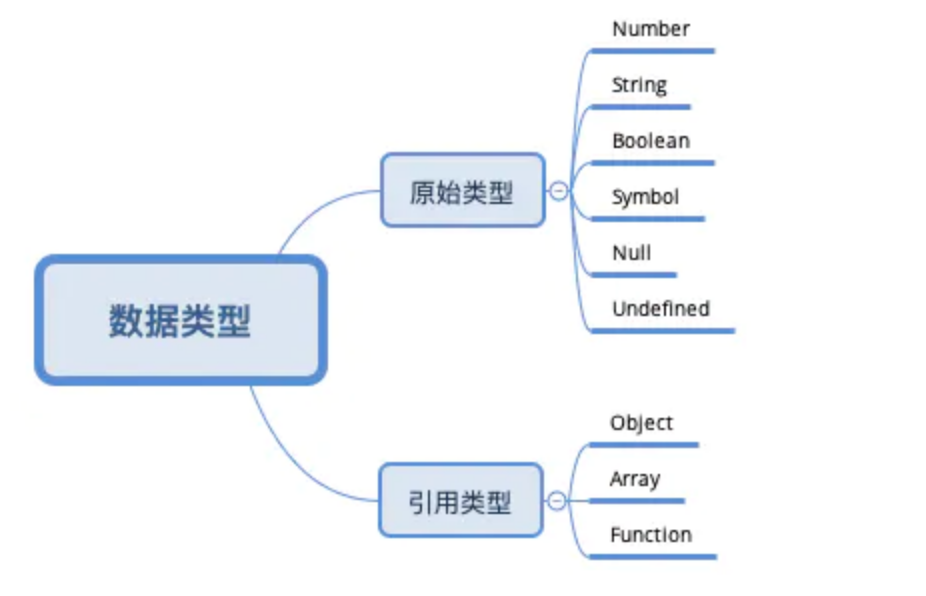 数据类型
原始类型
Number
String
Boolean
Symbol
Null
Undefined
引用类型
Object
Array
Function